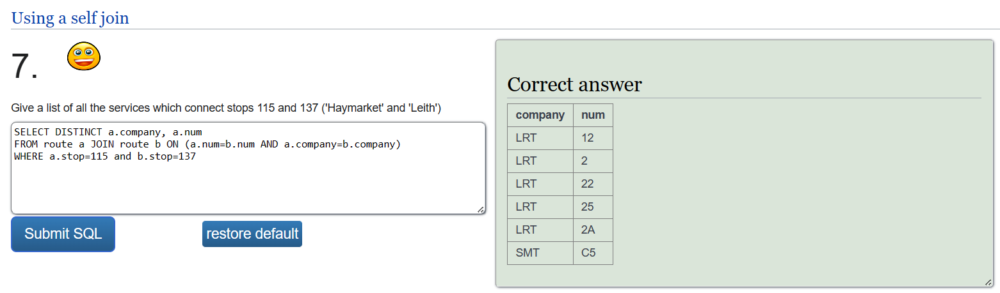 Using a self join
7.
Give a list of all the services which connect stops 115 and 137 ('Haymarket' and 'Leith')
SELECT DISTINCT a.company, a.num
FROM route a JOIN route b ON (a.num=b.num AND a.company=b.company)
WHERE a.stop=115 and b.stop=137
Submit SQL
restore default
Correct answer
company num
LRT 12
LRT 2
LRT 22
LRT 25
LRT 2A
SMT C5